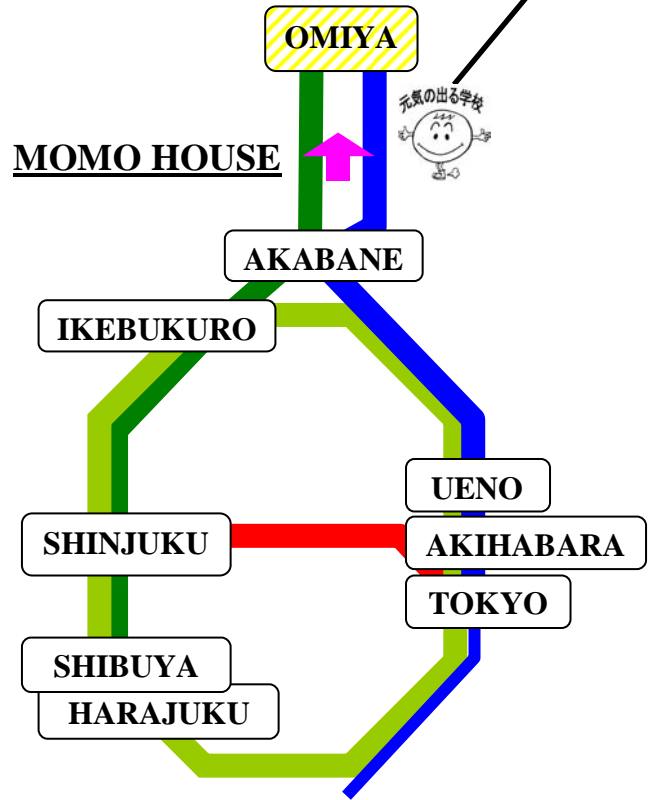 OMIYA
元気の出る学校
MOMO HOUSE
AKABANE
IKEBUKURO
UENO
SHINJUKU
AKIHABARA
TOKYO
SHIBUYA
HARAJUKU